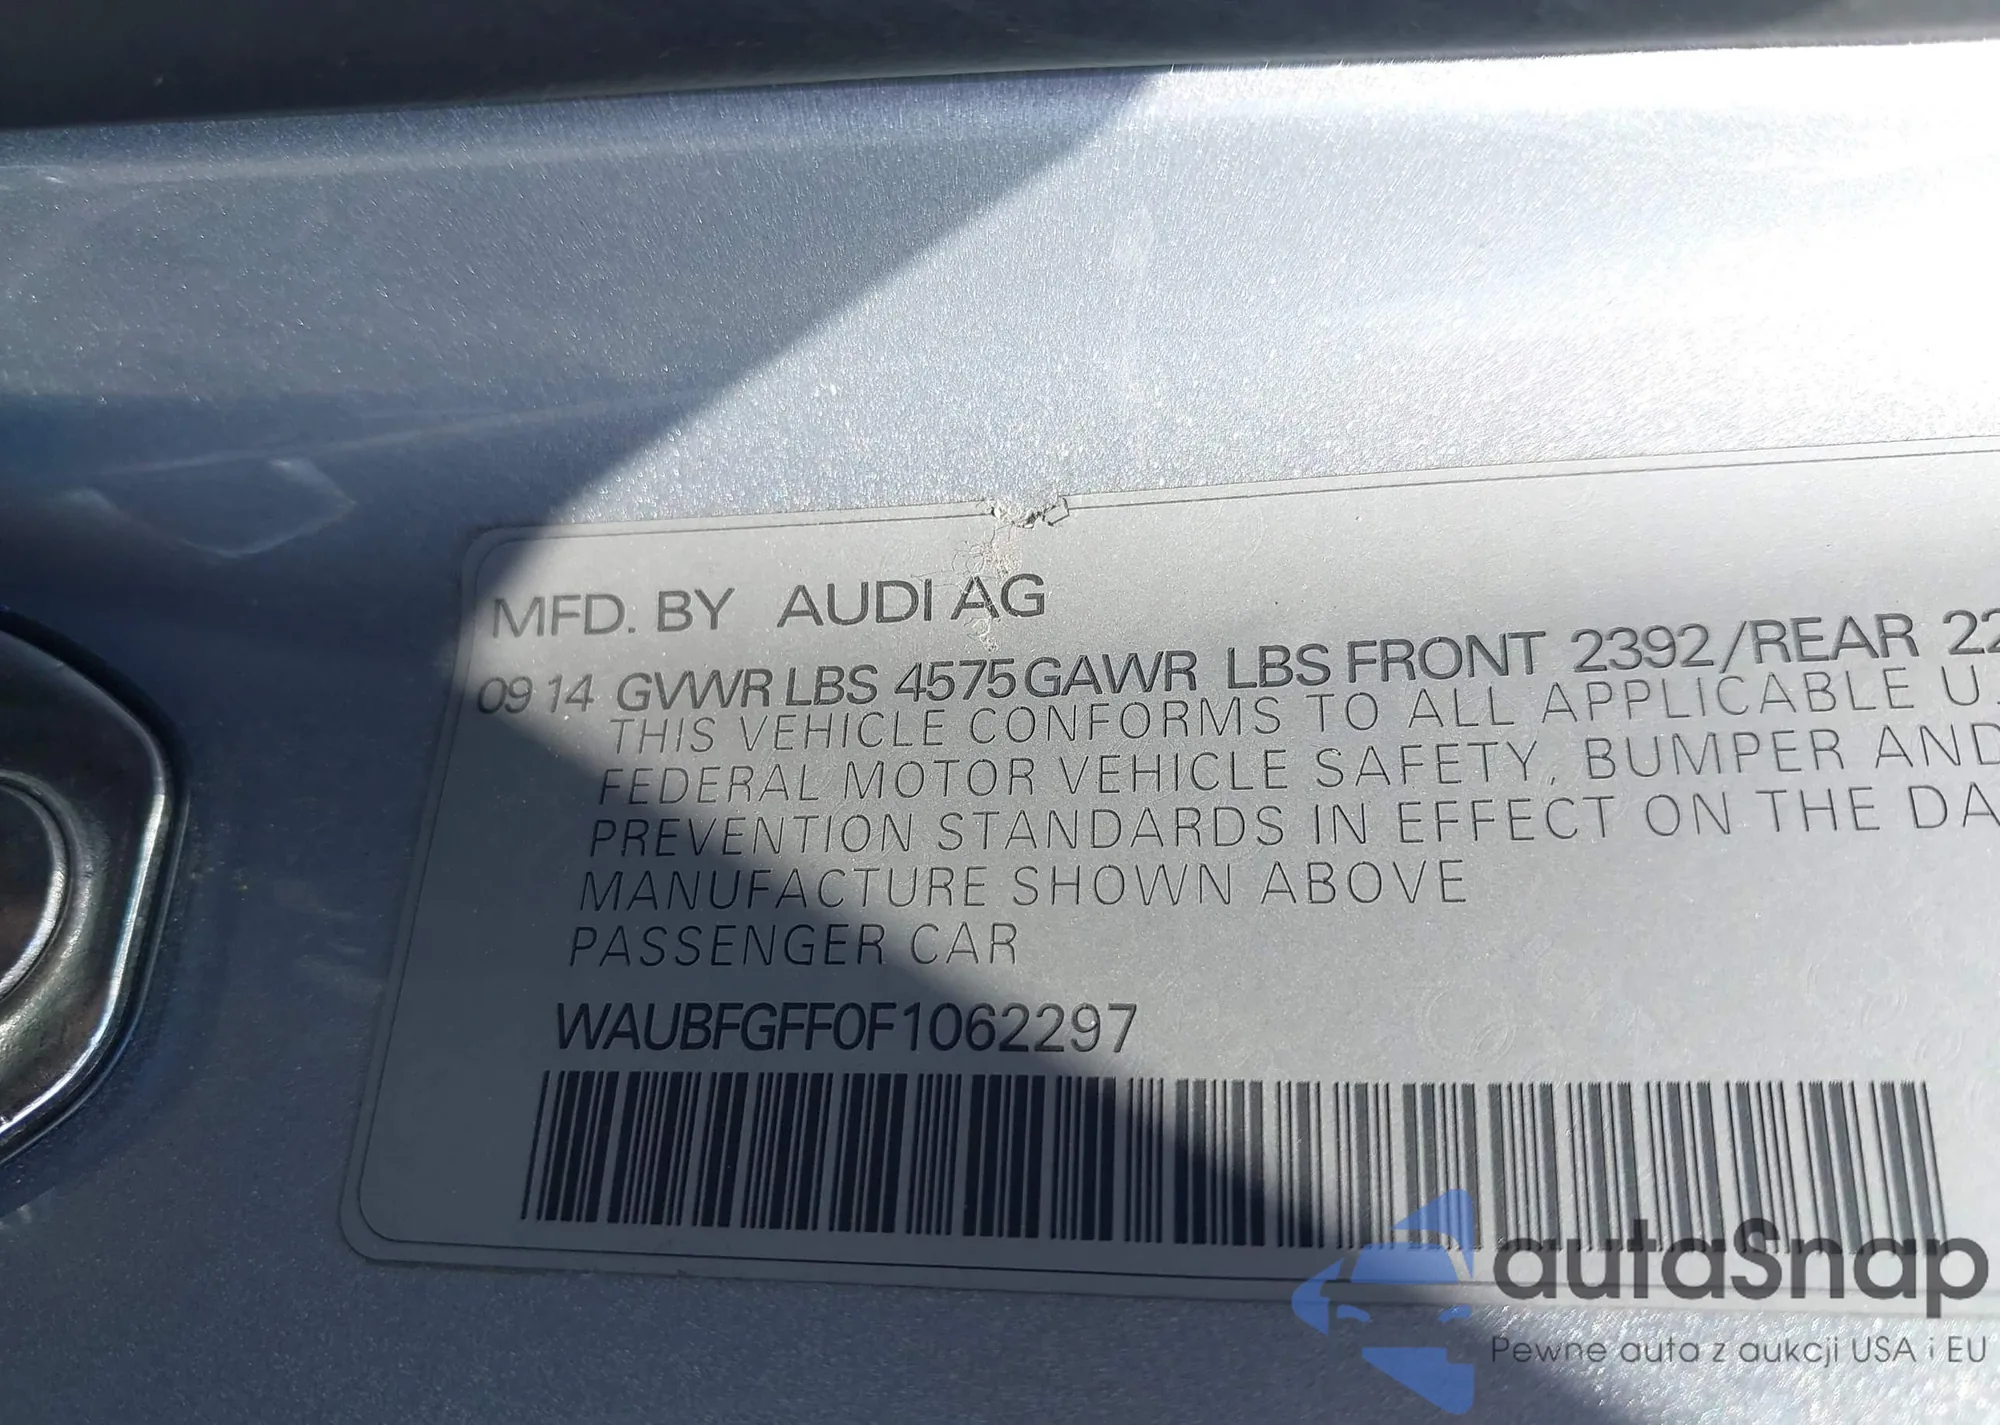 MFD. BY AUDI AG
09 14 GVWR LBS 4575 GAWR LBS FRONT 2392/REAR 22
THIS VEHICLE CONFORMS TO ALL APPLICABLE U.
FEDERAL MOTOR VEHICLE SAFETY, BUMPER AND
PREVENTION STANDARDS IN EFFECT ON THE DA
MANUFACTURE SHOWN ABOVE
PASSENGER CAR
WAUBFGFF0F1062297
autaSnap
Pewne auta z aukcji USA i EU